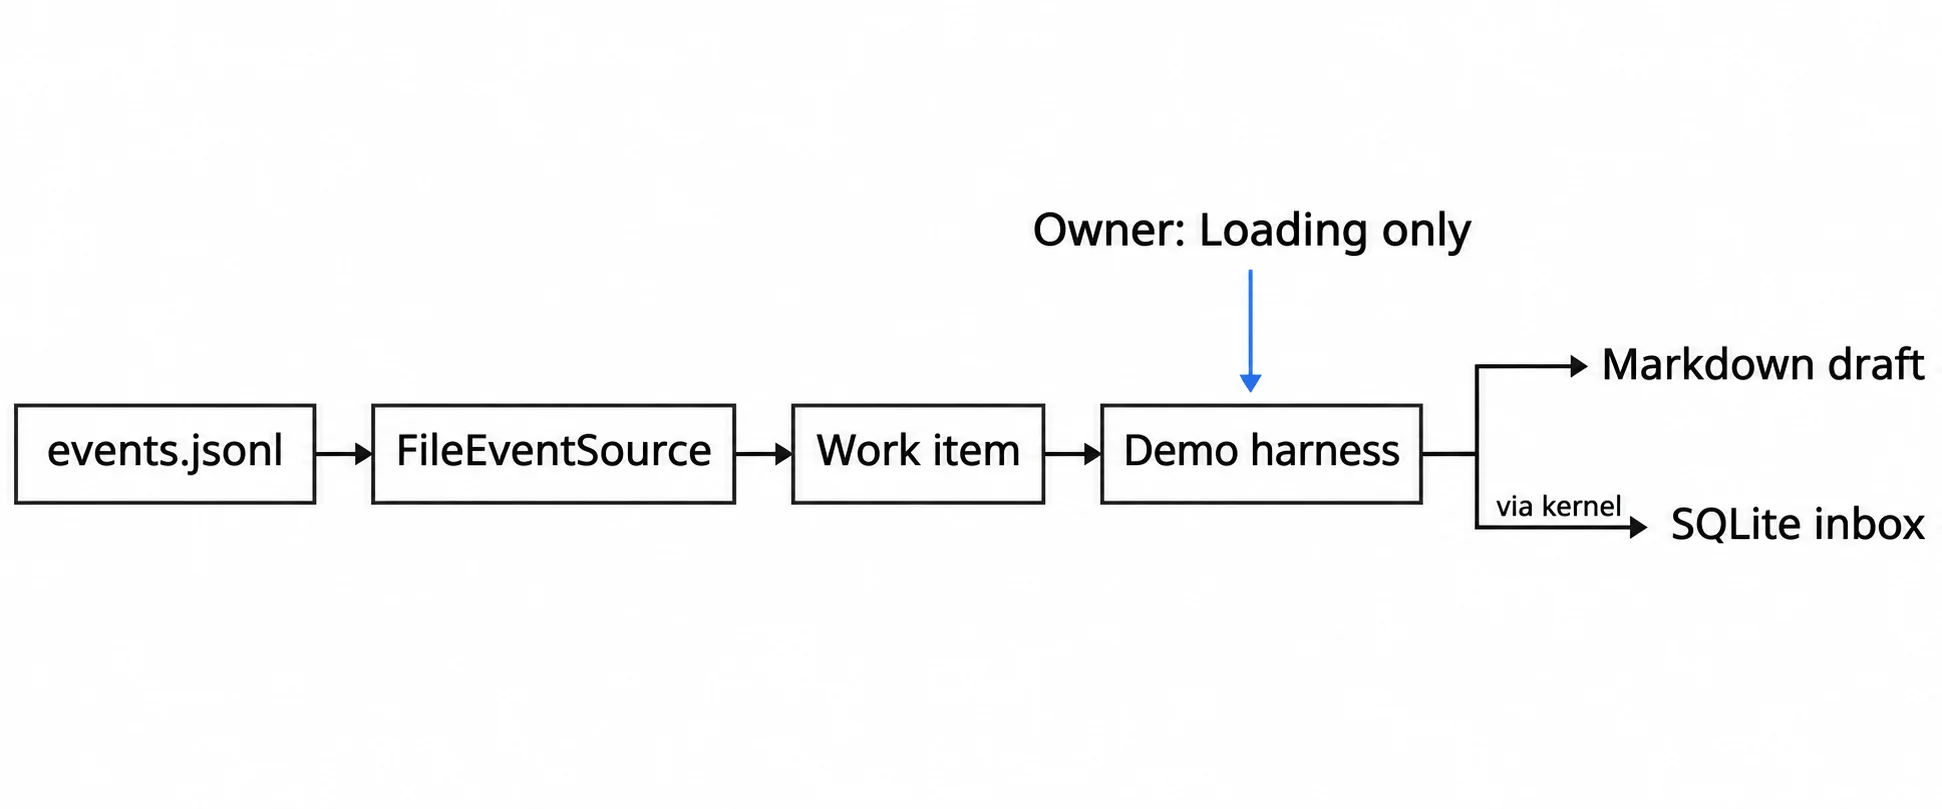 Owner: Loading only
events.jsonl
FileEventSource
Work item
Demo harness
Markdown draft
via kernel
SQLite inbox